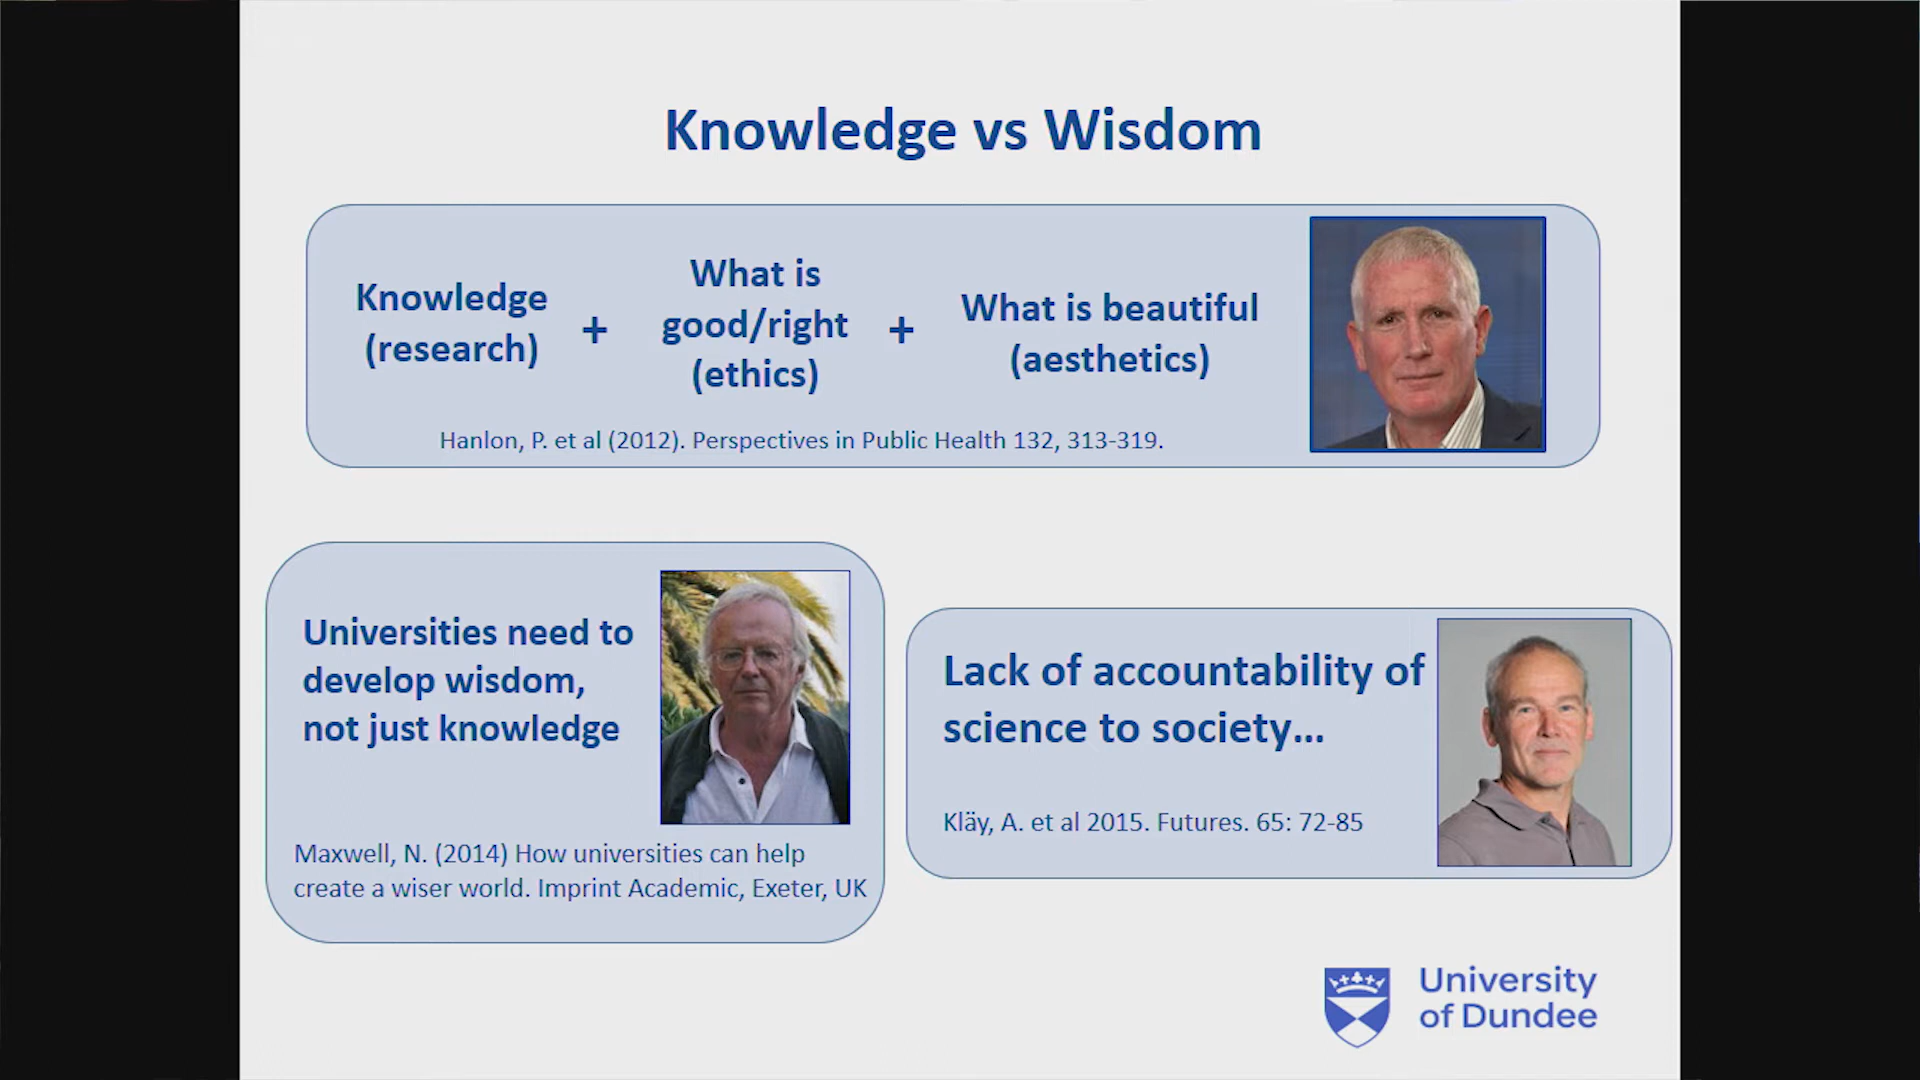 Knowledge vs Wisdom
Knowledge
(research)
+
What is
good/right
(ethics)
+
What is beautiful
(aesthetics)
Hanlon, P. et al (2012). Perspectives in Public Health 132, 313-319.
Universities need to
develop wisdom,
not just knowledge
Maxwell, N. (2014) How universities can help
create a wiser world. Imprint Academic, Exeter, UK
Lack of accountability of
science to society...
Kläy, A. et al 2015. Futures. 65: 72-85
University
of Dundee